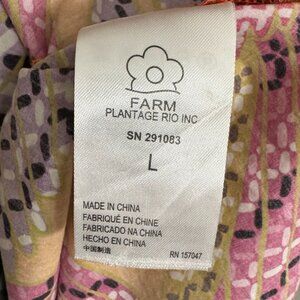 FARM
PLANTAGE RIO INC
SN 291083
L
MADE IN CHINA
FABRIQUÉ EN CHINE
FABRICADO NA CHINA
HECHO EN CHINA
中国制造
RN 157047